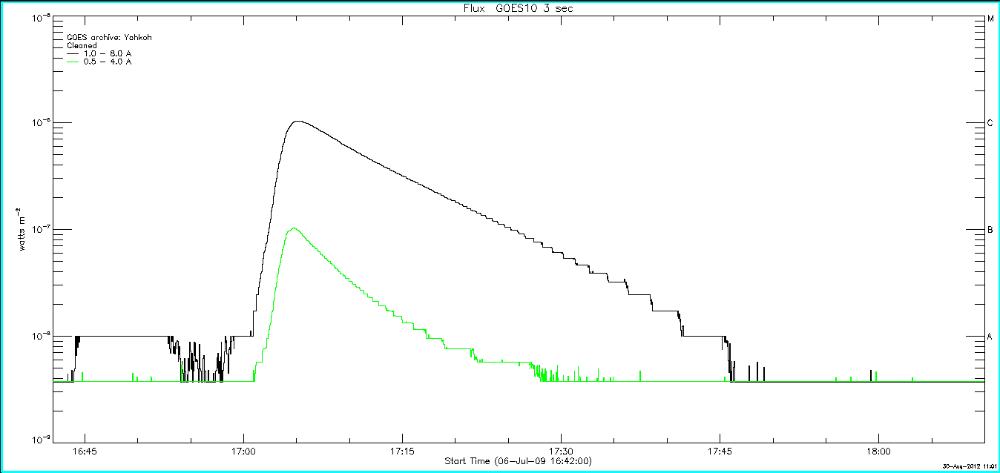 Flux GOES10 3 sec
10⁻⁵
M
GOES archive: Yohkoh
Cleaned
1.0 - 8.0 A
0.5 - 4.0 A
10⁻⁶
C
watts m⁻²
10⁻⁷
B
10⁻⁸
A
10⁻⁹
16:45 17:00 17:15 17:30 17:45 18:00
Start Time (06-Jul-09 16:42:00)
30-Aug-2012 11:01